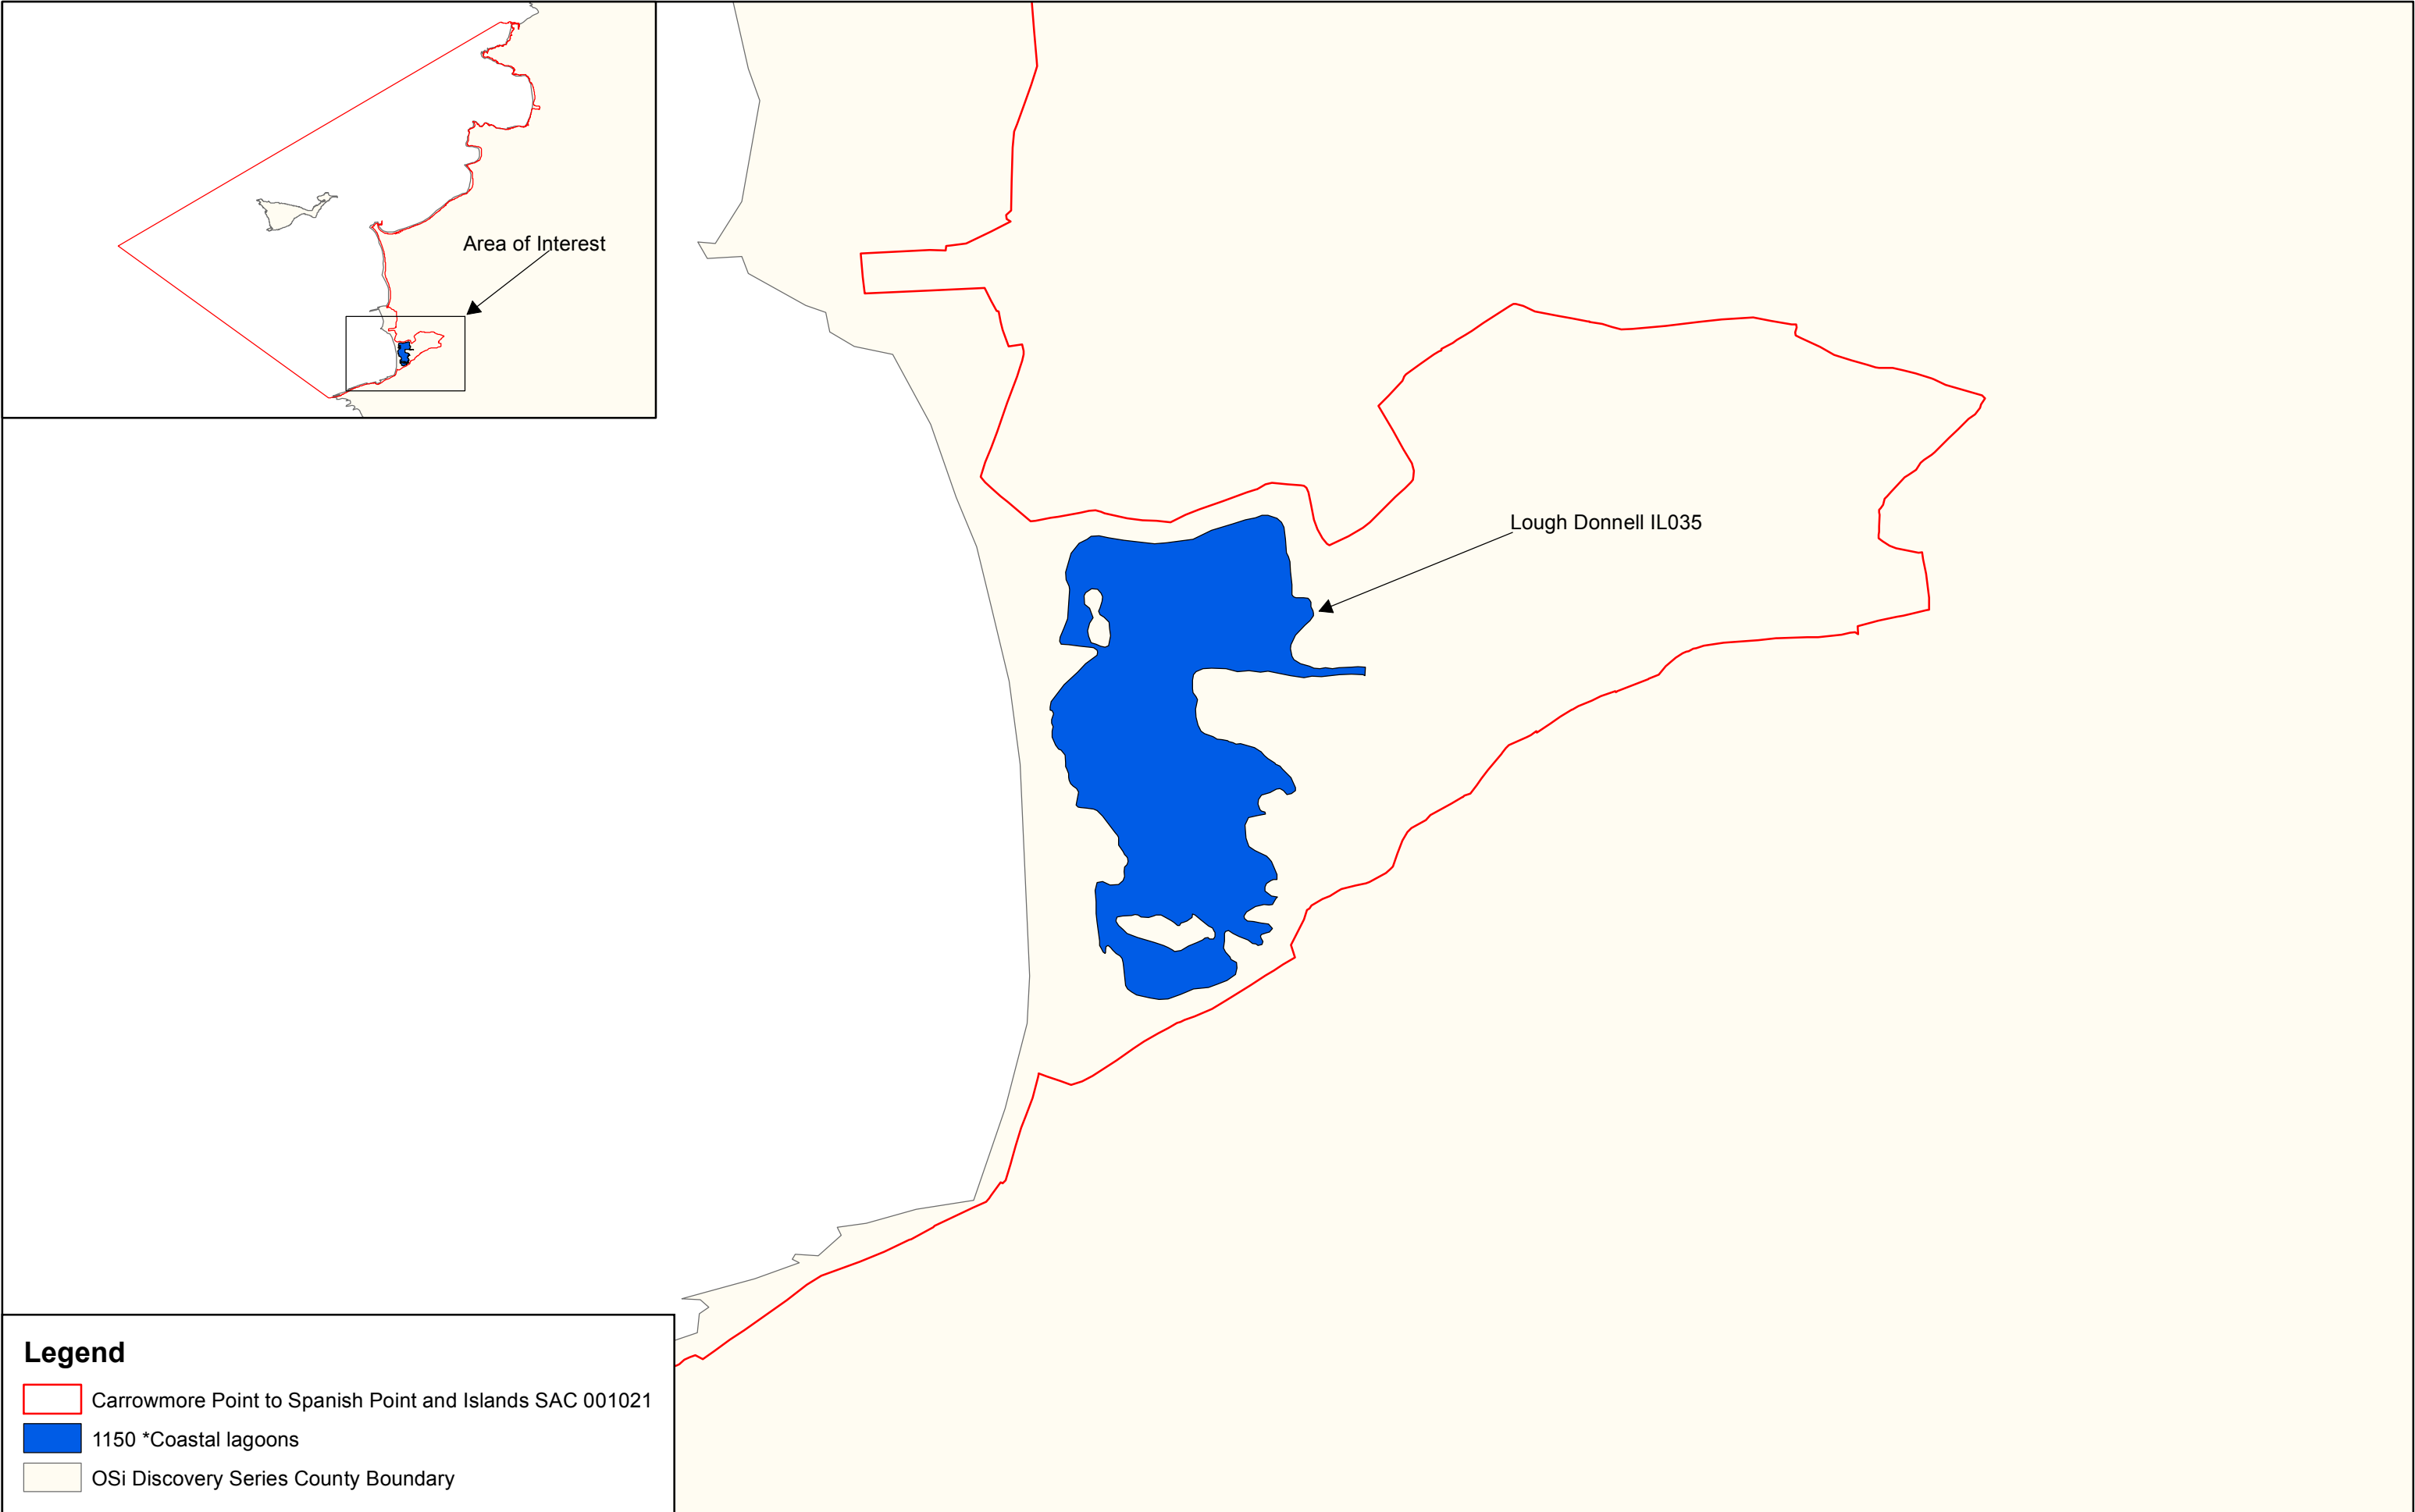 Area of Interest
Lough Donnell IL035
Legend
Carrowmore Point to Spanish Point and Islands SAC 001021
1150 *Coastal lagoons
OSi Discovery Series County Boundary